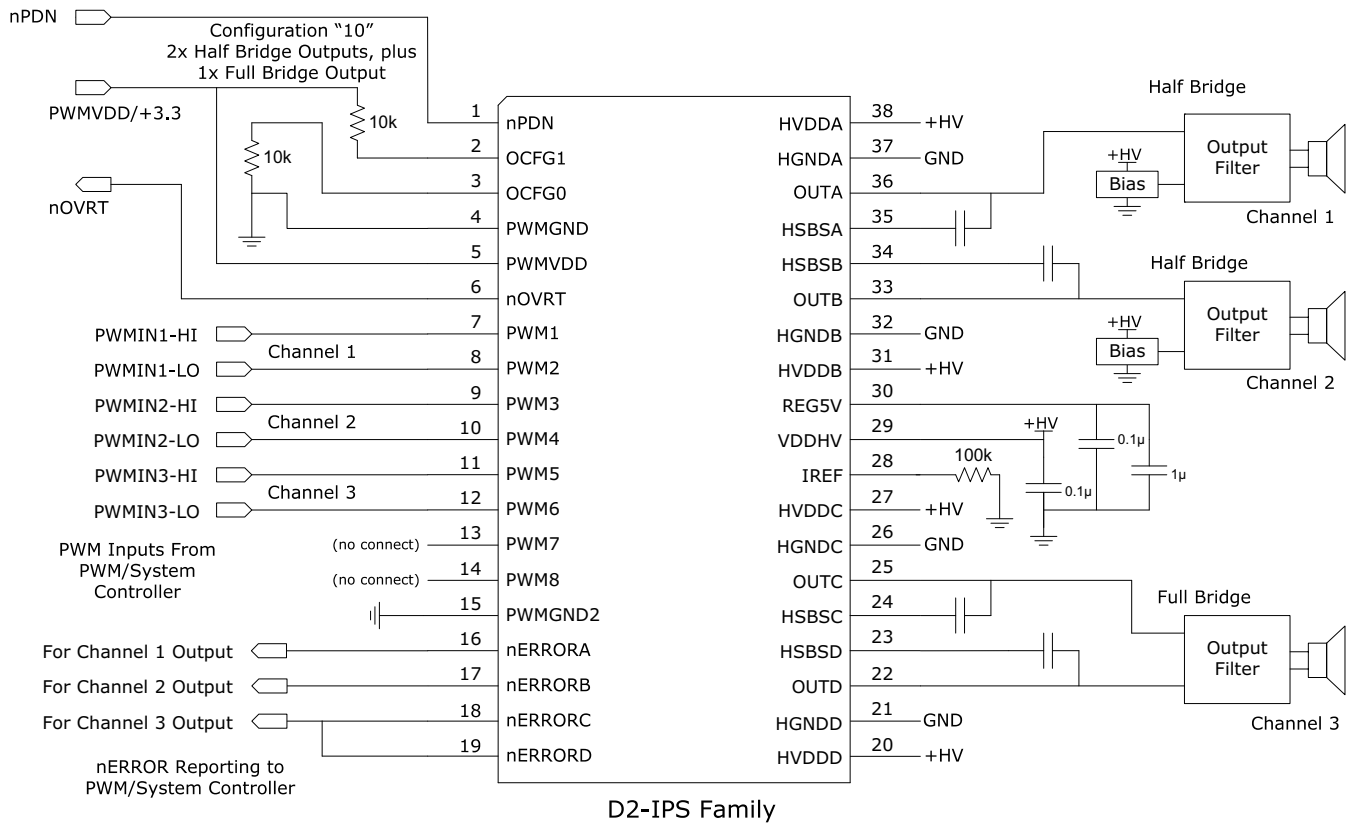 nPDN
Configuration “10”
2x Half Bridge Outputs, plus
1x Full Bridge Output
PWMVDD/+3.3
10k
10k
nOVRT
1 nPDN
2 OCFG1
3 OCFG0
4 PWMGND
5 PWMVDD
6 nOVRT
7 PWM1
8 PWM2
9 PWM3
10 PWM4
11 PWM5
12 PWM6
13 PWM7
14 PWM8
15 PWMGND2
16 nERRORA
17 nERRORB
18 nERRORC
19 nERRORD
PWMIN1-HI
Channel 1
PWMIN1-LO
PWMIN2-HI
Channel 2
PWMIN2-LO
PWMIN3-HI
Channel 3
PWMIN3-LO
PWM Inputs From
PWM/System
Controller
(no connect)
(no connect)
For Channel 1 Output
For Channel 2 Output
For Channel 3 Output
nERROR Reporting to
PWM/System Controller
HVDDA 38 +HV
HGNDA 37 GND
OUTA 36
HSBSA 35
HSBSB 34
OUTB 33
HGNDB 32 GND
HVDDB 31 +HV
REG5V 30
VDDHV 29 +HV
IREF 28 100k
HVDDC 27 +HV
HGNDC 26 GND
OUTC 25
HSBSC 24
HSBSD 23
OUTD 22
HGNDD 21 GND
HVDDD 20 +HV
0.1µ
0.1µ
1µ
Half Bridge
+HV
Bias
Output
Filter
Channel 1
Half Bridge
+HV
Bias
Output
Filter
Channel 2
Full Bridge
Output
Filter
Channel 3
D2-IPS Family